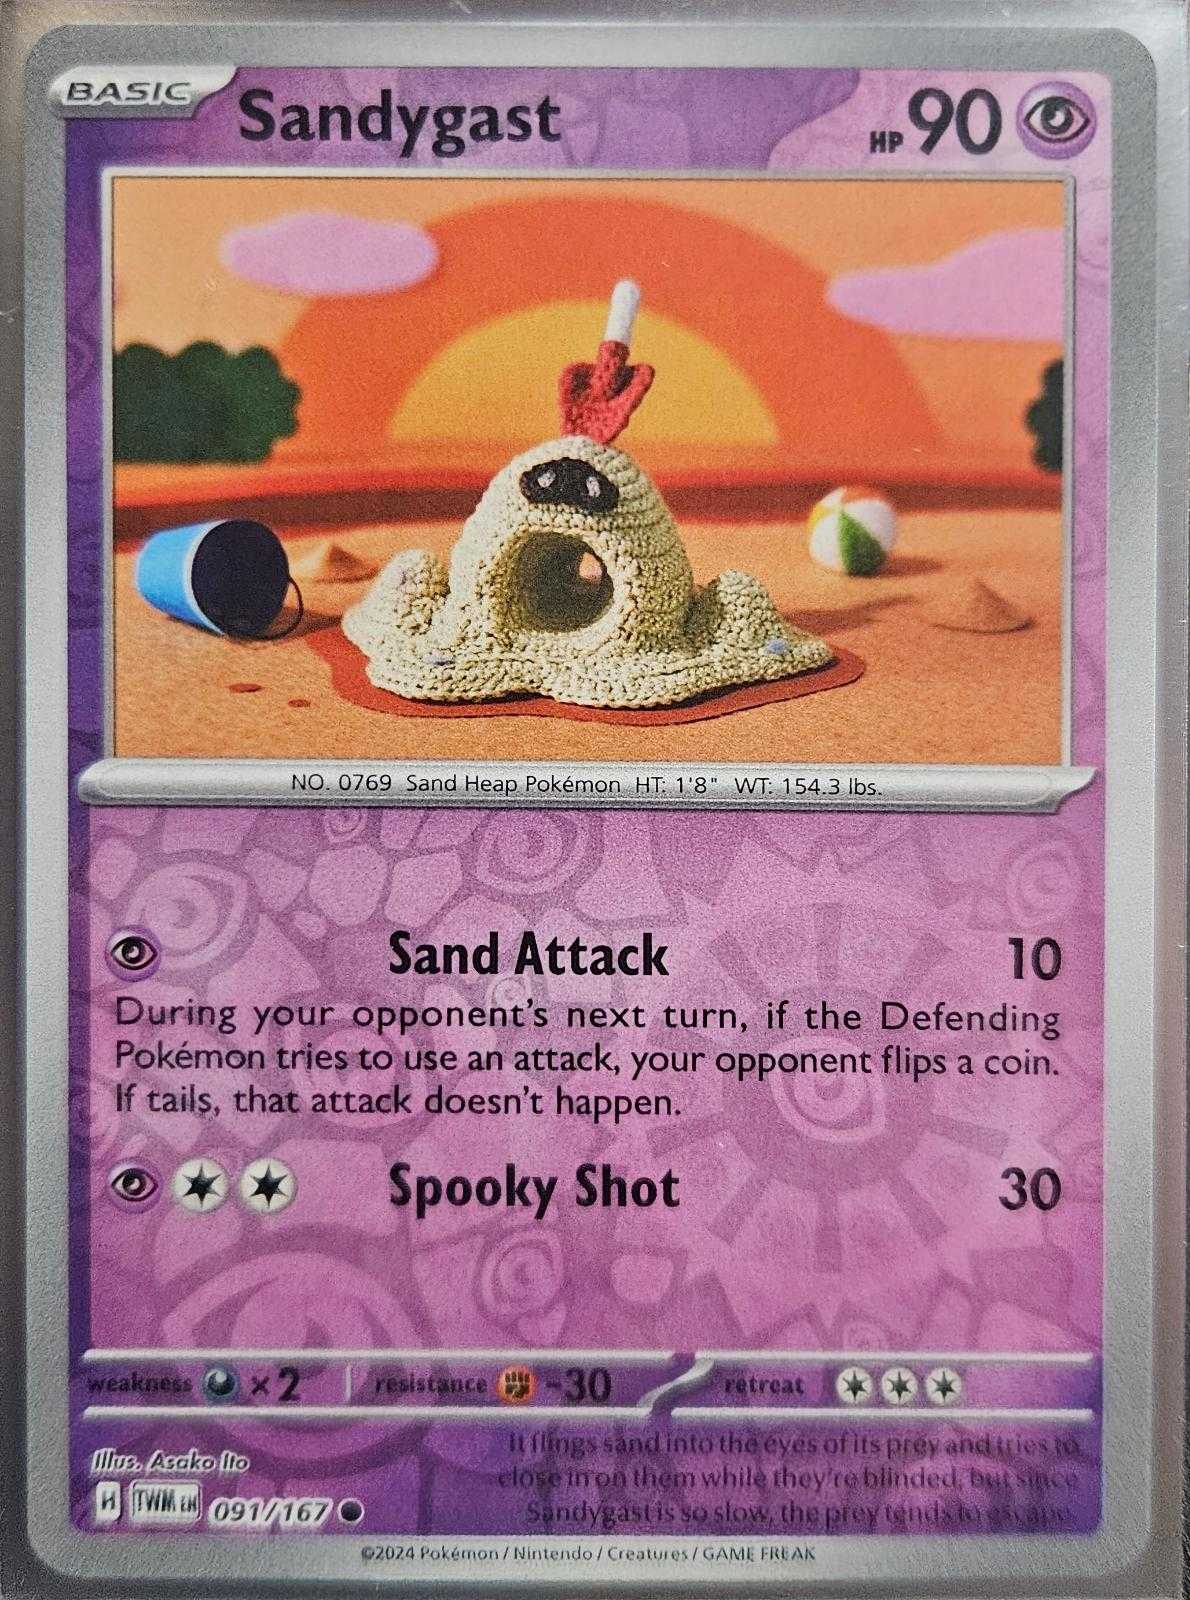 BASIC
Sandygast
HP 90
NO. 0769 Sand Heap Pokémon HT: 1'8" WT: 154.3 lbs.
Sand Attack 10
During your opponent's next turn, if the Defending
Pokémon tries to use an attack, your opponent flips a coin.
If tails, that attack doesn't happen.
Spooky Shot 30
weakness ×2 resistance -30 retreat
It flings sand into the eyes of its prey and tries to
close in on them while they're blinded, but since
Sandygast is so slow, the prey tends to escape.
Illus. Asako Ito
H TWM EN 091/167
©2024 Pokémon / Nintendo / Creatures / GAME FREAK